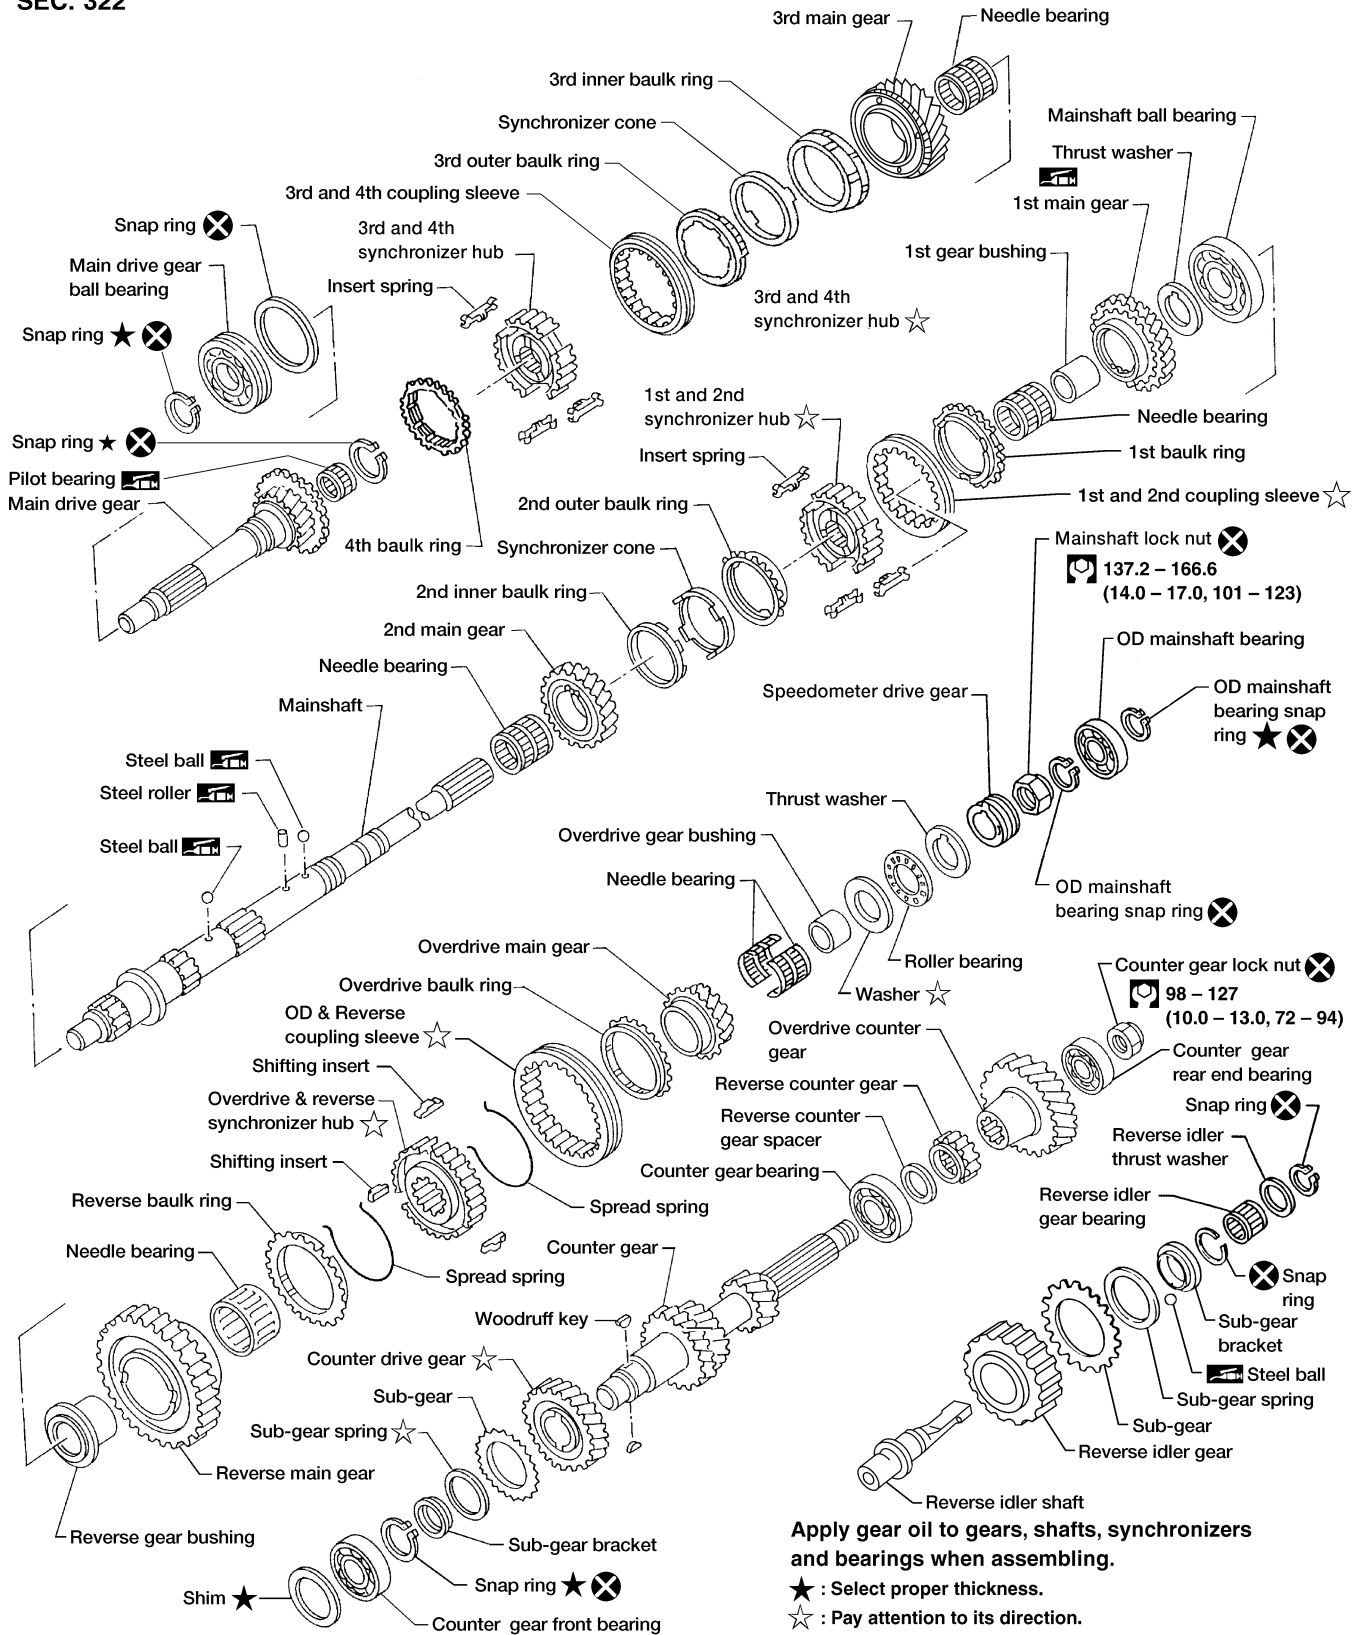 SEC. 322
3rd main gear
Needle bearing
3rd inner baulk ring
Synchronizer cone
3rd outer baulk ring
3rd and 4th coupling sleeve
Mainshaft ball bearing
Thrust washer
1st main gear
1st gear bushing
Snap ring
3rd and 4th
synchronizer hub
Main drive gear
ball bearing
Insert spring
3rd and 4th
synchronizer hub ☆
Snap ring ★
1st and 2nd
synchronizer hub ☆
Needle bearing
Snap ring ★
1st baulk ring
Insert spring
Pilot bearing
Main drive gear
1st and 2nd coupling sleeve ☆
2nd outer baulk ring
4th baulk ring
Synchronizer cone
Mainshaft lock nut
137.2 – 166.6
(14.0 – 17.0, 101 – 123)
2nd inner baulk ring
2nd main gear
OD mainshaft bearing
Needle bearing
Speedometer drive gear
OD mainshaft
bearing snap
ring ★
Mainshaft
Steel ball
Steel roller
Thrust washer
Steel ball
Overdrive gear bushing
Needle bearing
OD mainshaft
bearing snap ring
Overdrive main gear
Roller bearing
Counter gear lock nut
98 – 127
(10.0 – 13.0, 72 – 94)
Overdrive baulk ring
Washer ☆
OD & Reverse
coupling sleeve ☆
Overdrive counter
gear
Counter gear
rear end bearing
Shifting insert
Reverse counter gear
Overdrive & reverse
synchronizer hub ☆
Snap ring
Reverse counter
gear spacer
Reverse idler
thrust washer
Shifting insert
Counter gear bearing
Reverse baulk ring
Reverse idler
gear bearing
Spread spring
Needle bearing
Counter gear
Spread spring
Snap
ring
Woodruff key
Sub-gear
bracket
Counter drive gear ☆
Steel ball
Sub-gear
Sub-gear spring
Sub-gear spring ☆
Sub-gear
Reverse idler gear
Reverse main gear
Reverse idler shaft
Reverse gear bushing
Sub-gear bracket
Snap ring ★
Shim ★
Counter gear front bearing
Apply gear oil to gears, shafts, synchronizers
and bearings when assembling.
★ : Select proper thickness.
☆ : Pay attention to its direction.